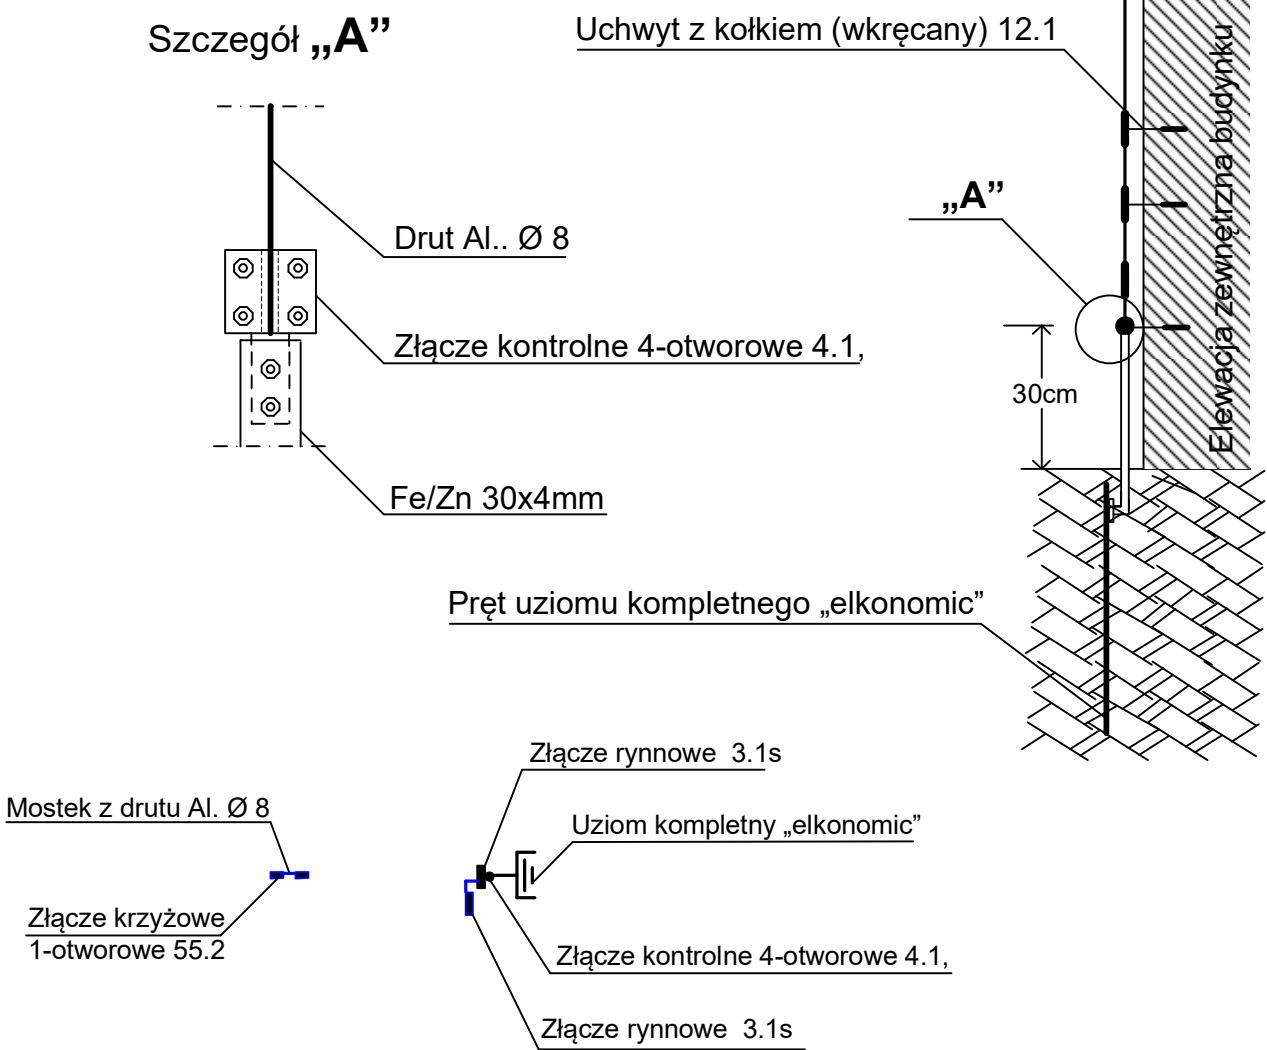 Szczegół „A”
Uchwyt z kołkiem (wkręcany) 12.1
Elewacja zewnętrzna budynku
„A”
Drut Al.. Ø 8
Złącze kontrolne 4-otworowe 4.1,
30cm
Fe/Zn 30x4mm
Pręt uziomu kompletnego „elkonomic”
Złącze rynnowe 3.1s
Mostek z drutu Al. Ø 8
Uziom kompletny „elkonomic”
Złącze krzyżowe
1-otworowe 55.2
Złącze kontrolne 4-otworowe 4.1,
Złącze rynnowe 3.1s